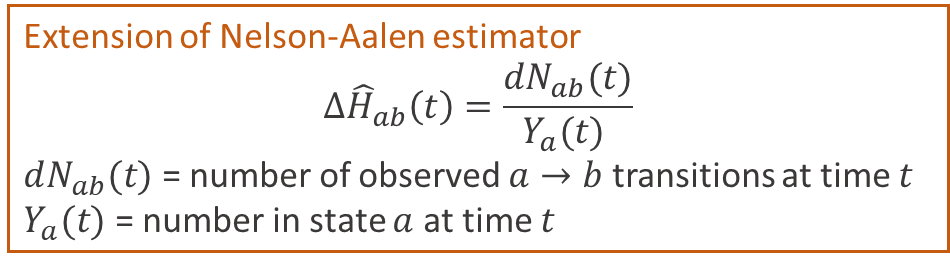 Extension of Nelson-Aalen estimator
ΔĤ_ab(t) = dN_ab(t) / Y_a(t)
dN_ab(t) = number of observed a → b transitions at time t
Y_a(t) = number in state a at time t